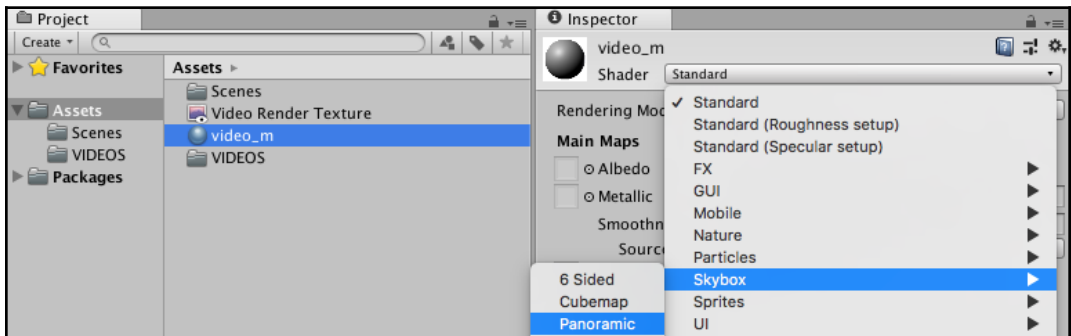 Project
Create
Favorites
Assets
Scenes
VIDEOS
Packages
Assets
Scenes
Video Render Texture
video_m
VIDEOS
Inspector
video_m
Shader Standard
Rendering Mod
Main Maps
Albedo
Metallic
Smoothn
Source
Standard
Standard (Roughness setup)
Standard (Specular setup)
FX
GUI
Mobile
Nature
Particles
Skybox
Sprites
UI
6 Sided
Cubemap
Panoramic